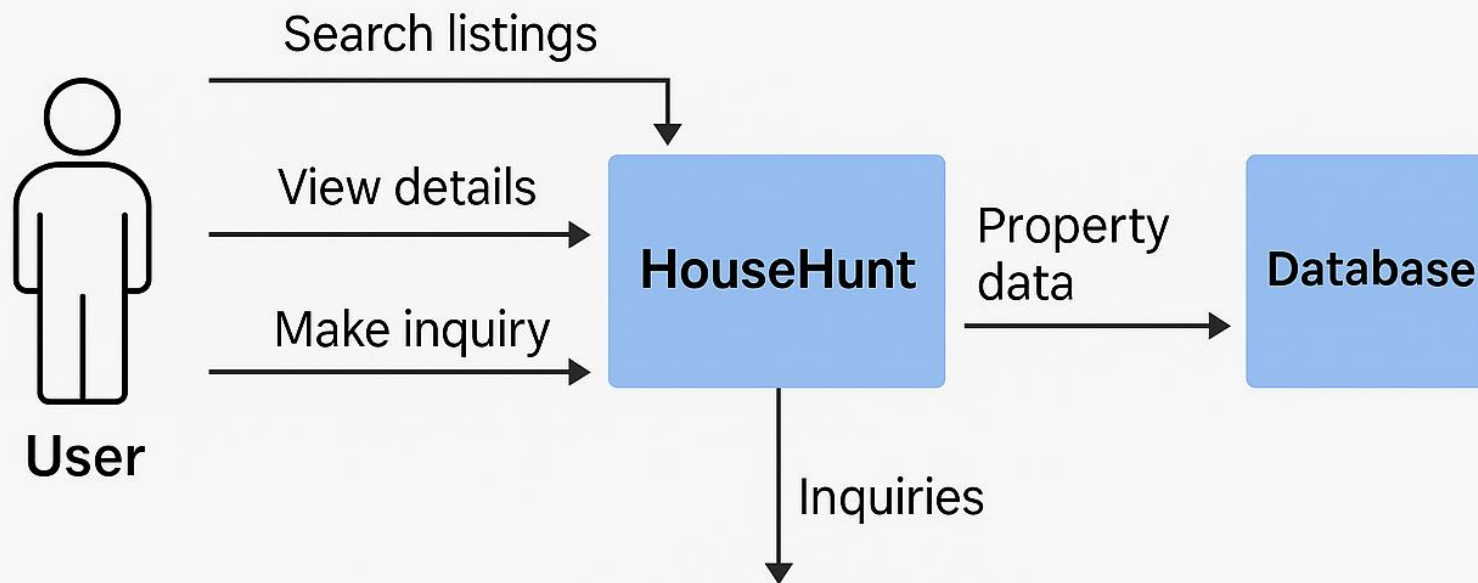 Search listings
View details
Make inquiry
User
HouseHunt
Property
data
Database
Inquiries